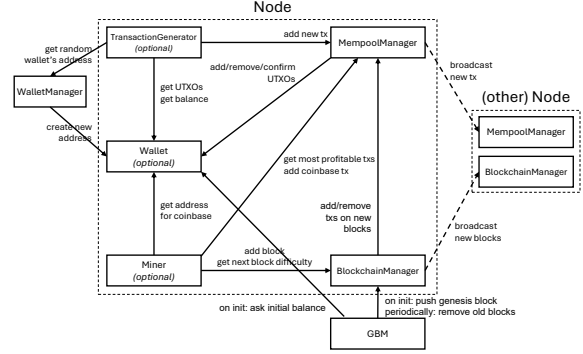 Node
TransactionGenerator
(optional)
add new tx
MempoolManager
get random
wallet's address
broadcast
new tx
add/remove/confirm
UTXOs
WalletManager
get UTXOs
get balance
(other) Node
MempoolManager
create new
address
Wallet
(optional)
get most profitable txs
add coinbase tx
BlockchainManager
get address
for coinbase
add/remove
txs on new
blocks
broadcast
new blocks
add block
get next block difficulty
Miner
(optional)
BlockchainManager
on init: ask initial balance
on init: push genesis block
periodically: remove old blocks
GBM